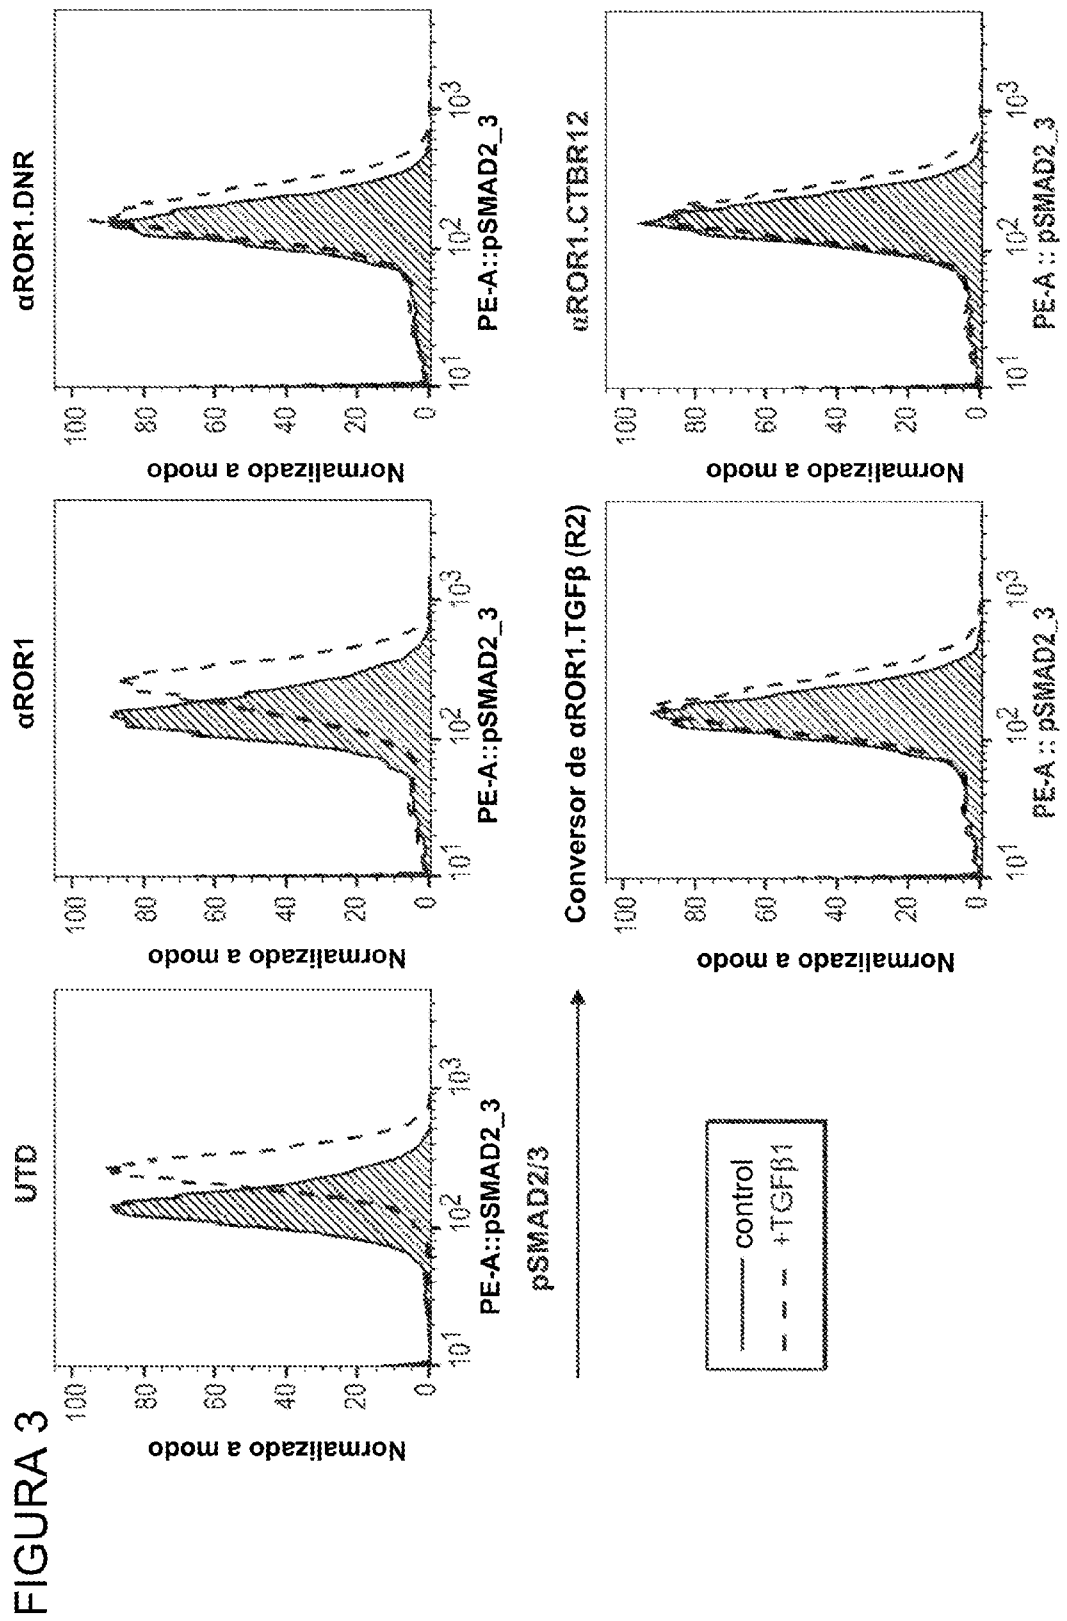 FIGURA 3
UTD
Normalizado a modo
100
80
60
40
20
0
10¹
10²
10³
PE-A::pSMAD2_3
pSMAD2/3
αROR1
Normalizado a modo
100
80
60
40
20
0
10¹
10²
10³
PE-A::pSMAD2_3
αROR1.DNR
Normalizado a modo
100
80
60
40
20
0
10¹
10²
10³
PE-A::pSMAD2_3
control
+TGFβ1
Conversor de αROR1.TGFβ (R2)
Normalizado a modo
100
80
60
40
20
0
10¹
10²
10³
PE-A :: pSMAD2_3
αROR1.CTBR12
Normalizado a modo
100
80
60
40
20
0
10¹
10²
10³
PE-A :: pSMAD2_3